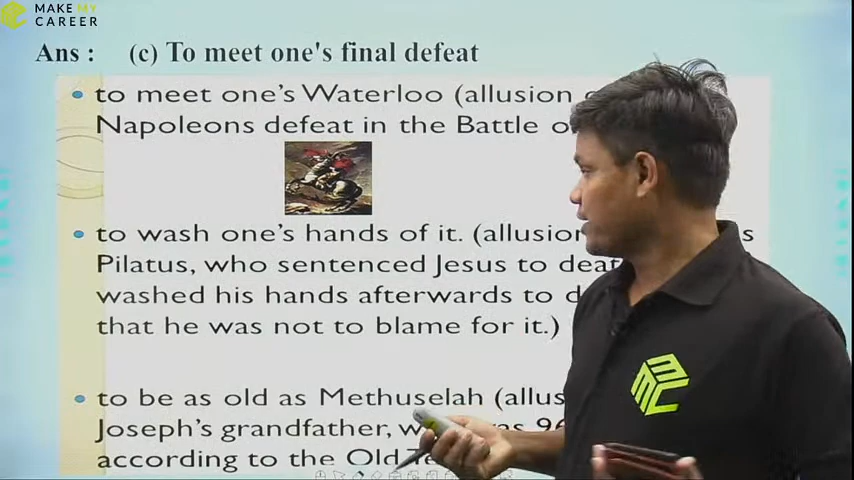 MAKE MY
CAREER
Ans : (c) To meet one's final defeat
to meet one's Waterloo (allusion
Napoleons defeat in the Battle
to wash one's hands of it. (allusion
Pilatus, who sentenced Jesus to
washed his hands afterwards to
that he was not to blame for it.)
to be as old as Methuselah
Joseph's grandfather,
according to the Old